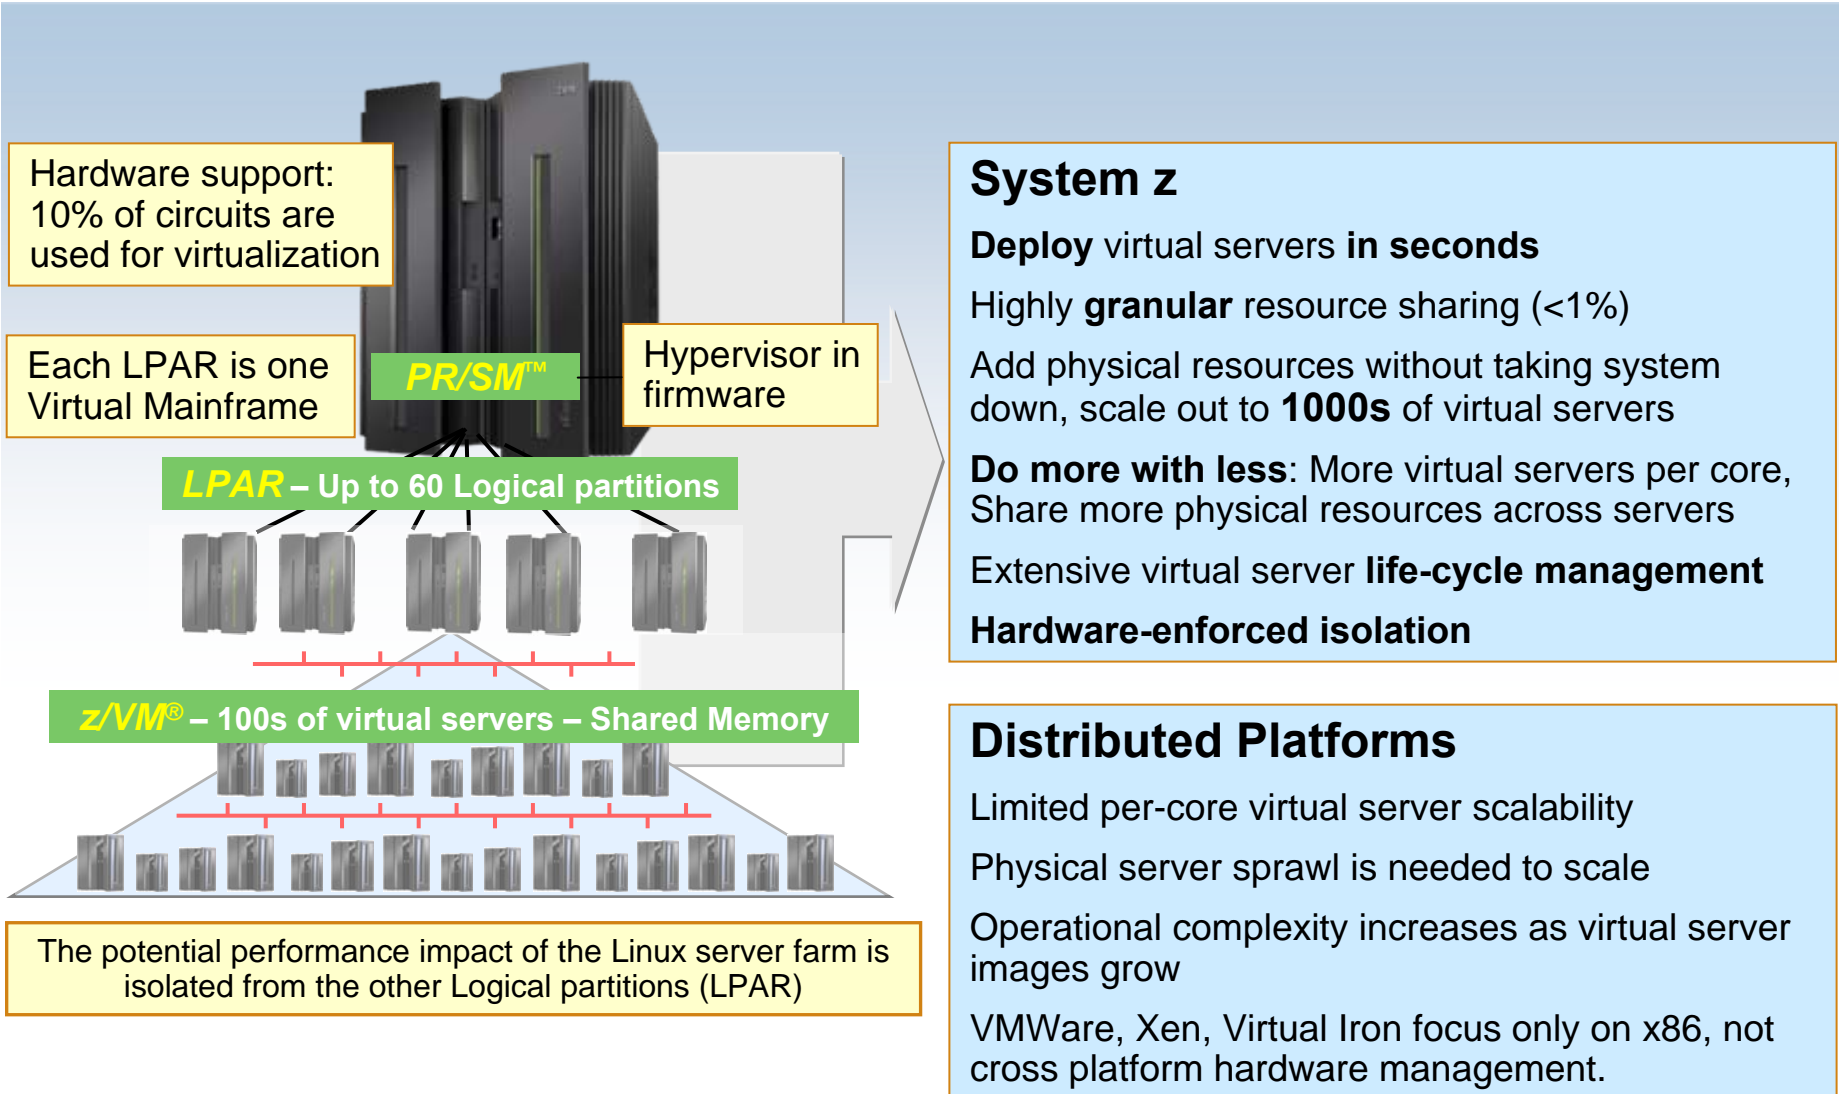 Hardware support:
10% of circuits are
used for virtualization
Each LPAR is one
Virtual Mainframe
PR/SM™
Hypervisor in
firmware
LPAR – Up to 60 Logical partitions
z/VM® – 100s of virtual servers – Shared Memory
The potential performance impact of the Linux server farm is
isolated from the other Logical partitions (LPAR)
System z
Deploy virtual servers in seconds
Highly granular resource sharing (<1%)
Add physical resources without taking system
down, scale out to 1000s of virtual servers
Do more with less: More virtual servers per core,
Share more physical resources across servers
Extensive virtual server life-cycle management
Hardware-enforced isolation
Distributed Platforms
Limited per-core virtual server scalability
Physical server sprawl is needed to scale
Operational complexity increases as virtual server
images grow
VMWare, Xen, Virtual Iron focus only on x86, not
cross platform hardware management.